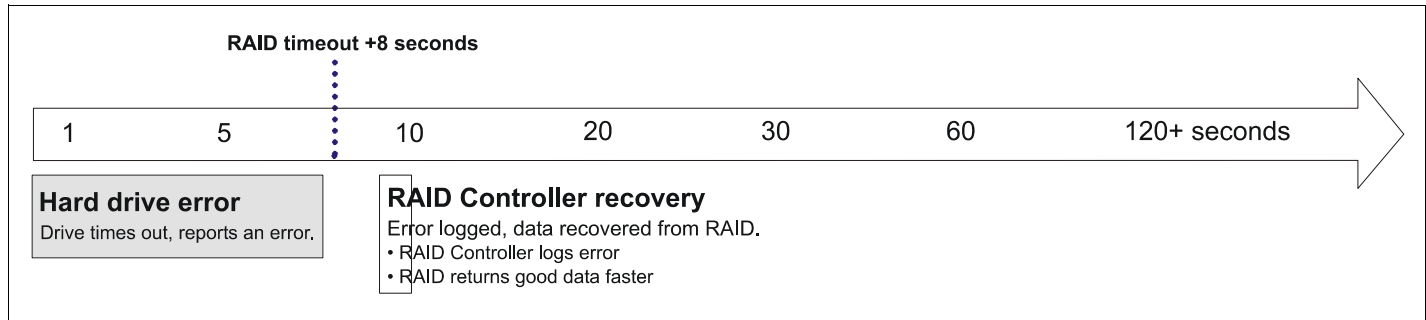 RAID timeout +8 seconds
1 5 10 20 30 60 120+ seconds
Hard drive error
Drive times out, reports an error.
RAID Controller recovery
Error logged, data recovered from RAID.
• RAID Controller logs error
• RAID returns good data faster